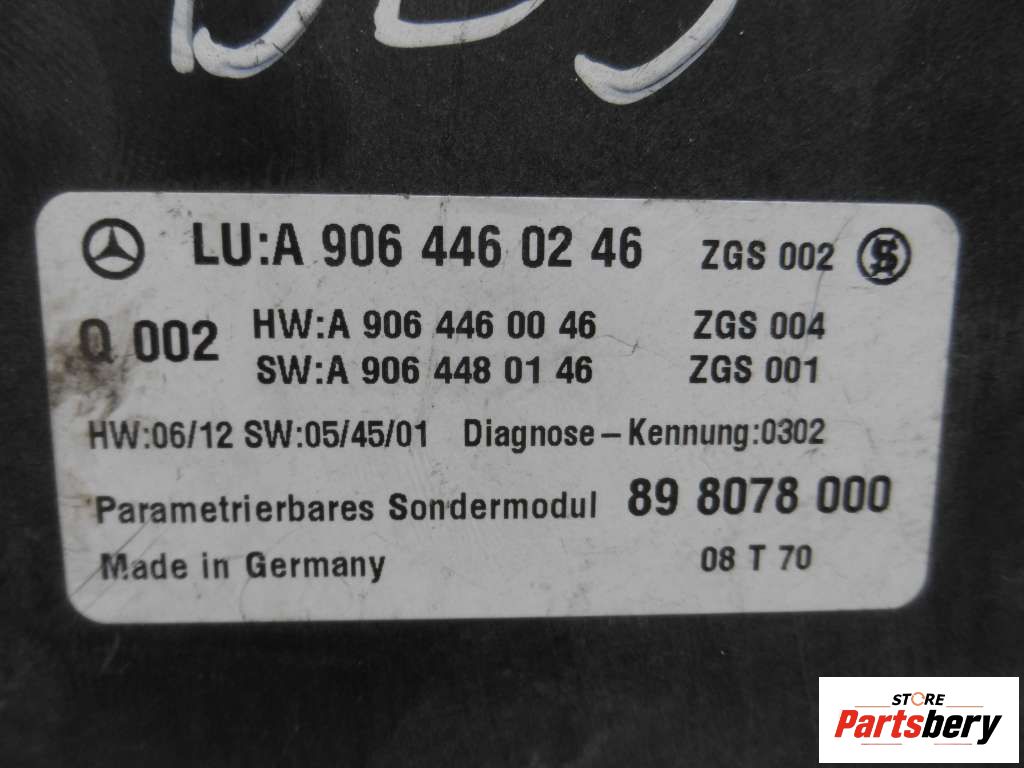 LU:A 906 446 02 46 ZGS 002
Q 002
HW:A 906 446 00 46 ZGS 004
SW:A 906 448 01 46 ZGS 001
HW:06/12 SW:05/45/01 Diagnose – Kennung:0302
Parametrierbares Sondermodul 89 8078 000
Made in Germany 08 T 70
STORE
Partsbery